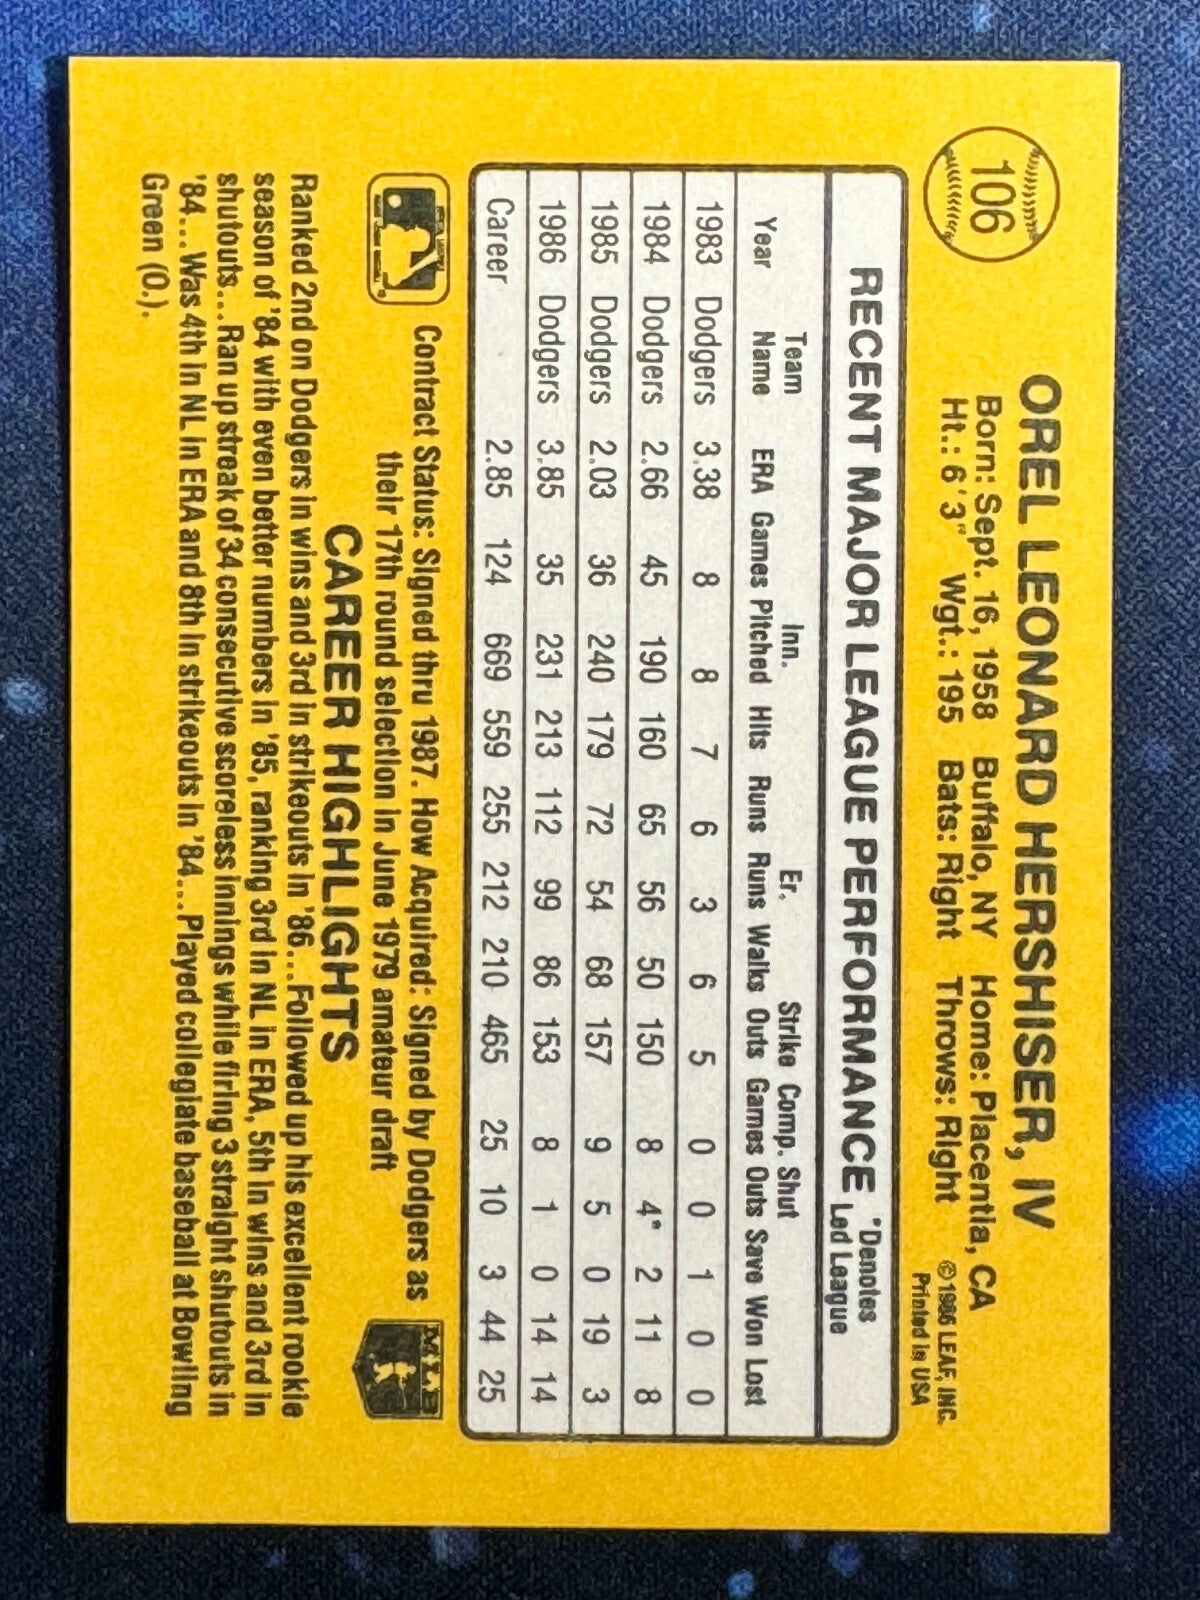 106
OREL LEONARD HERSHISER, IV
Born: Sept. 16, 1958 Buffalo, NY Home: Placentia, CA
Ht.: 6'3" Wgt.: 195 Bats: Right Throws: Right
©1986 LEAF, INC.
Printed in USA
RECENT MAJOR LEAGUE PERFORMANCE
*Denotes
Led League
Team Inn. Er. Strike Comp. Shut
Year Name ERA Games Pitched Hits Runs Runs Walks Outs Games Outs Save Won Lost
1983 Dodgers 3.38 8 8 7 6 3 6 5 0 0 1 0 0
1984 Dodgers 2.66 45 190 160 65 56 50 150 8 4* 2 11 8
1985 Dodgers 2.03 36 240 179 72 54 68 157 9 5 0 19 3
1986 Dodgers 3.85 35 231 213 112 99 86 153 8 1 0 14 14
Career 2.85 124 669 559 255 212 210 465 25 10 3 44 25
Contract Status: Signed thru 1987. How Acquired: Signed by Dodgers as
their 17th round selection in June 1979 amateur draft
MLB
CAREER HIGHLIGHTS
Ranked 2nd on Dodgers in wins and 3rd in strikeouts in '86...Followed up his excellent rookie
season of '84 with even better numbers in '85, ranking 3rd in NL in ERA, 5th in wins and 3rd in
shutouts...Ran up streak of 34 consecutive scoreless innings while firing 3 straight shutouts in
'84...Was 4th in NL in ERA and 8th in strikeouts in '84...Played collegiate baseball at Bowling
Green (O.).